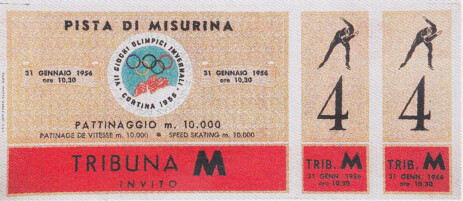 PISTA DI MISURINA
VII GIOCHI OLIMPICI INVERNALI
CORTINA 1956
31 GENNAIO 1956
ore 10,30
31 GENNAIO 1956
ore 10,30
PATTINAGGIO m. 10.000
PATINAGE DE VITESSE m. 10.000 • SPEED SKATING m. 10.000
TRIBUNA M
INVITO
4
TRIB. M
31 GENN. 1956
ore 10,30
4
TRIB. M
31 GENN. 1956
ore 10,30